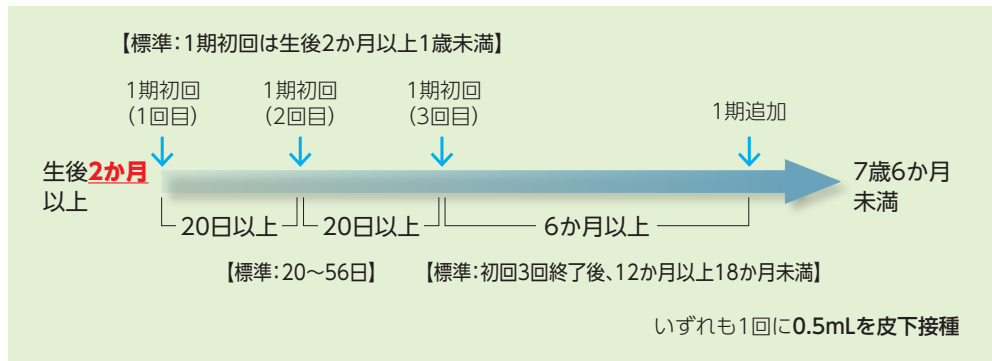 【標準：1期初回は生後2か月以上1歳未満】
1期初回
(1回目)
1期初回
(2回目)
1期初回
(3回目)
1期追加
生後2か月
以上
7歳6か月
未満
20日以上
20日以上
6か月以上
【標準：20〜56日】
【標準：初回3回終了後、12か月以上18か月未満】
いずれも1回に0.5mLを皮下接種